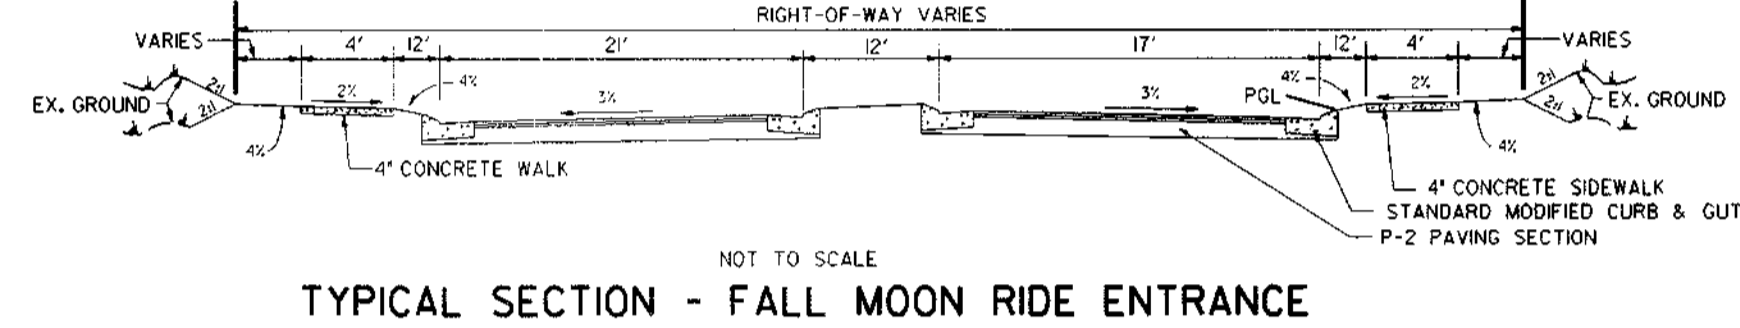 RIGHT-OF-WAY VARIES
VARIES 4' 12' 21' 12' 17' 12' 4' VARIES
2:1 2% 4% 3% 3% 4% 2% 2:1
EX. GROUND 2:1 PGL 2:1 EX. GROUND
4% 4%
4" CONCRETE WALK
4" CONCRETE SIDEWALK
STANDARD MODIFIED CURB & GUT
P-2 PAVING SECTION
NOT TO SCALE
TYPICAL SECTION - FALL MOON RIDE ENTRANCE